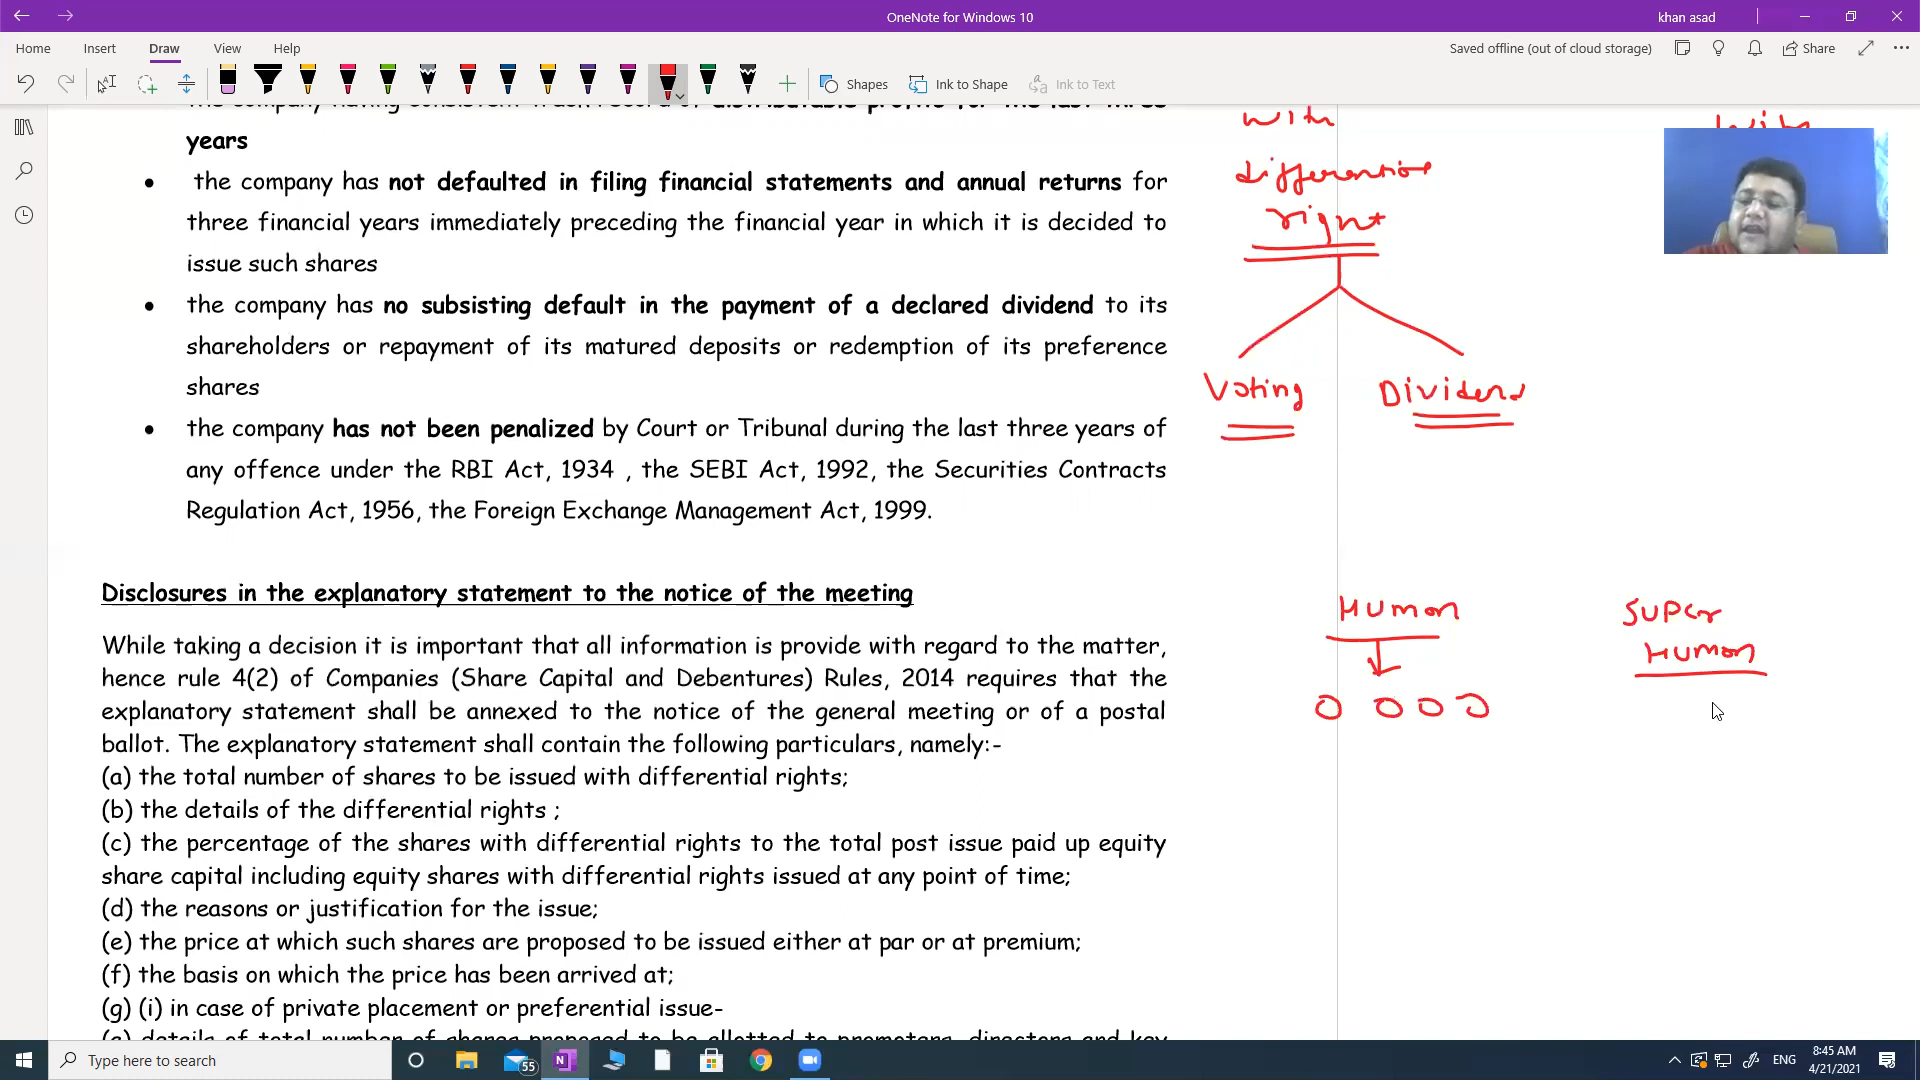 OneNote for Windows 10
khan asad
Home Insert Draw View Help
Saved offline (out of cloud storage)
Share
Shapes
Ink to Shape
Ink to Text
years
• the company has not defaulted in filing financial statements and annual returns for
three financial years immediately preceding the financial year in which it is decided to
issue such shares
• the company has no subsisting default in the payment of a declared dividend to its
shareholders or repayment of its matured deposits or redemption of its preference
shares
• the company has not been penalized by Court or Tribunal during the last three years of
any offence under the RBI Act, 1934 , the SEBI Act, 1992, the Securities Contracts
Regulation Act, 1956, the Foreign Exchange Management Act, 1999.
Disclosures in the explanatory statement to the notice of the meeting
While taking a decision it is important that all information is provide with regard to the matter,
hence rule 4(2) of Companies (Share Capital and Debentures) Rules, 2014 requires that the
explanatory statement shall be annexed to the notice of the general meeting or of a postal
ballot. The explanatory statement shall contain the following particulars, namely:-
(a) the total number of shares to be issued with differential rights;
(b) the details of the differential rights ;
(c) the percentage of the shares with differential rights to the total post issue paid up equity
share capital including equity shares with differential rights issued at any point of time;
(d) the reasons or justification for the issue;
(e) the price at which such shares are proposed to be issued either at par or at premium;
(f) the basis on which the price has been arrived at;
(g) (i) in case of private placement or preferential issue-
with
with
right
Voting Dividend
Human
Super
Human
Type here to search
55
ENG
8:45 AM
4/21/2021